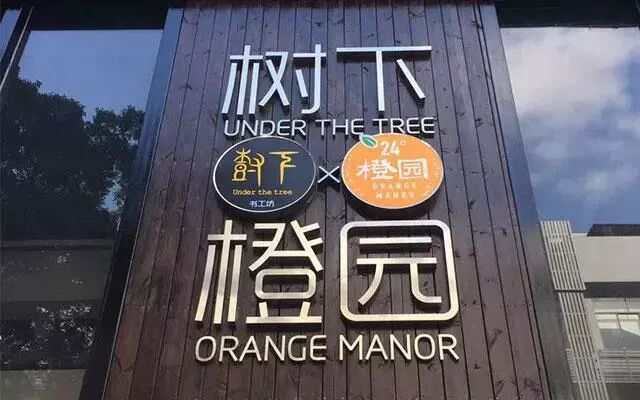 树下
UNDER THE TREE
树下
Under the tree
书工坊
×
24°
橙园
ORANGE
MANOR
橙园
ORANGE MANOR